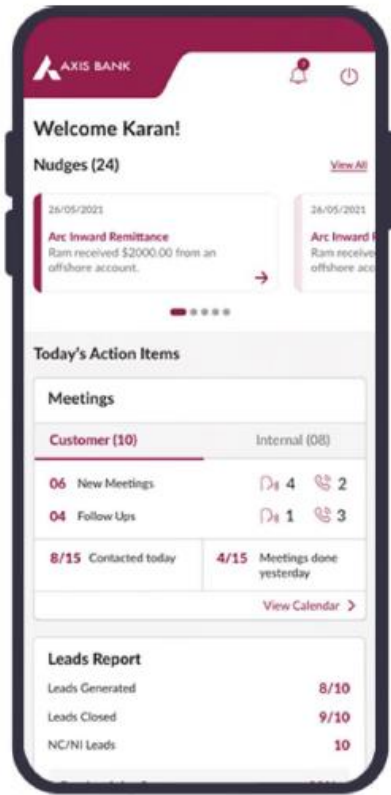 AXIS BANK
Welcome Karan!
Nudges (24) View All
26/05/2021
Arc Inward Remittance
Ram received $2000.00 from an
offshore account.
26/05/2021
Arc Inward
Ram receive
offshore acc
Today's Action Items
Meetings
Customer (10) Internal (08)
06 New Meetings 4 2
04 Follow Ups 1 3
8/15 Contacted today 4/15 Meetings done
yesterday
View Calendar
Leads Report
Leads Generated 8/10
Leads Closed 9/10
NC/NI Leads 10